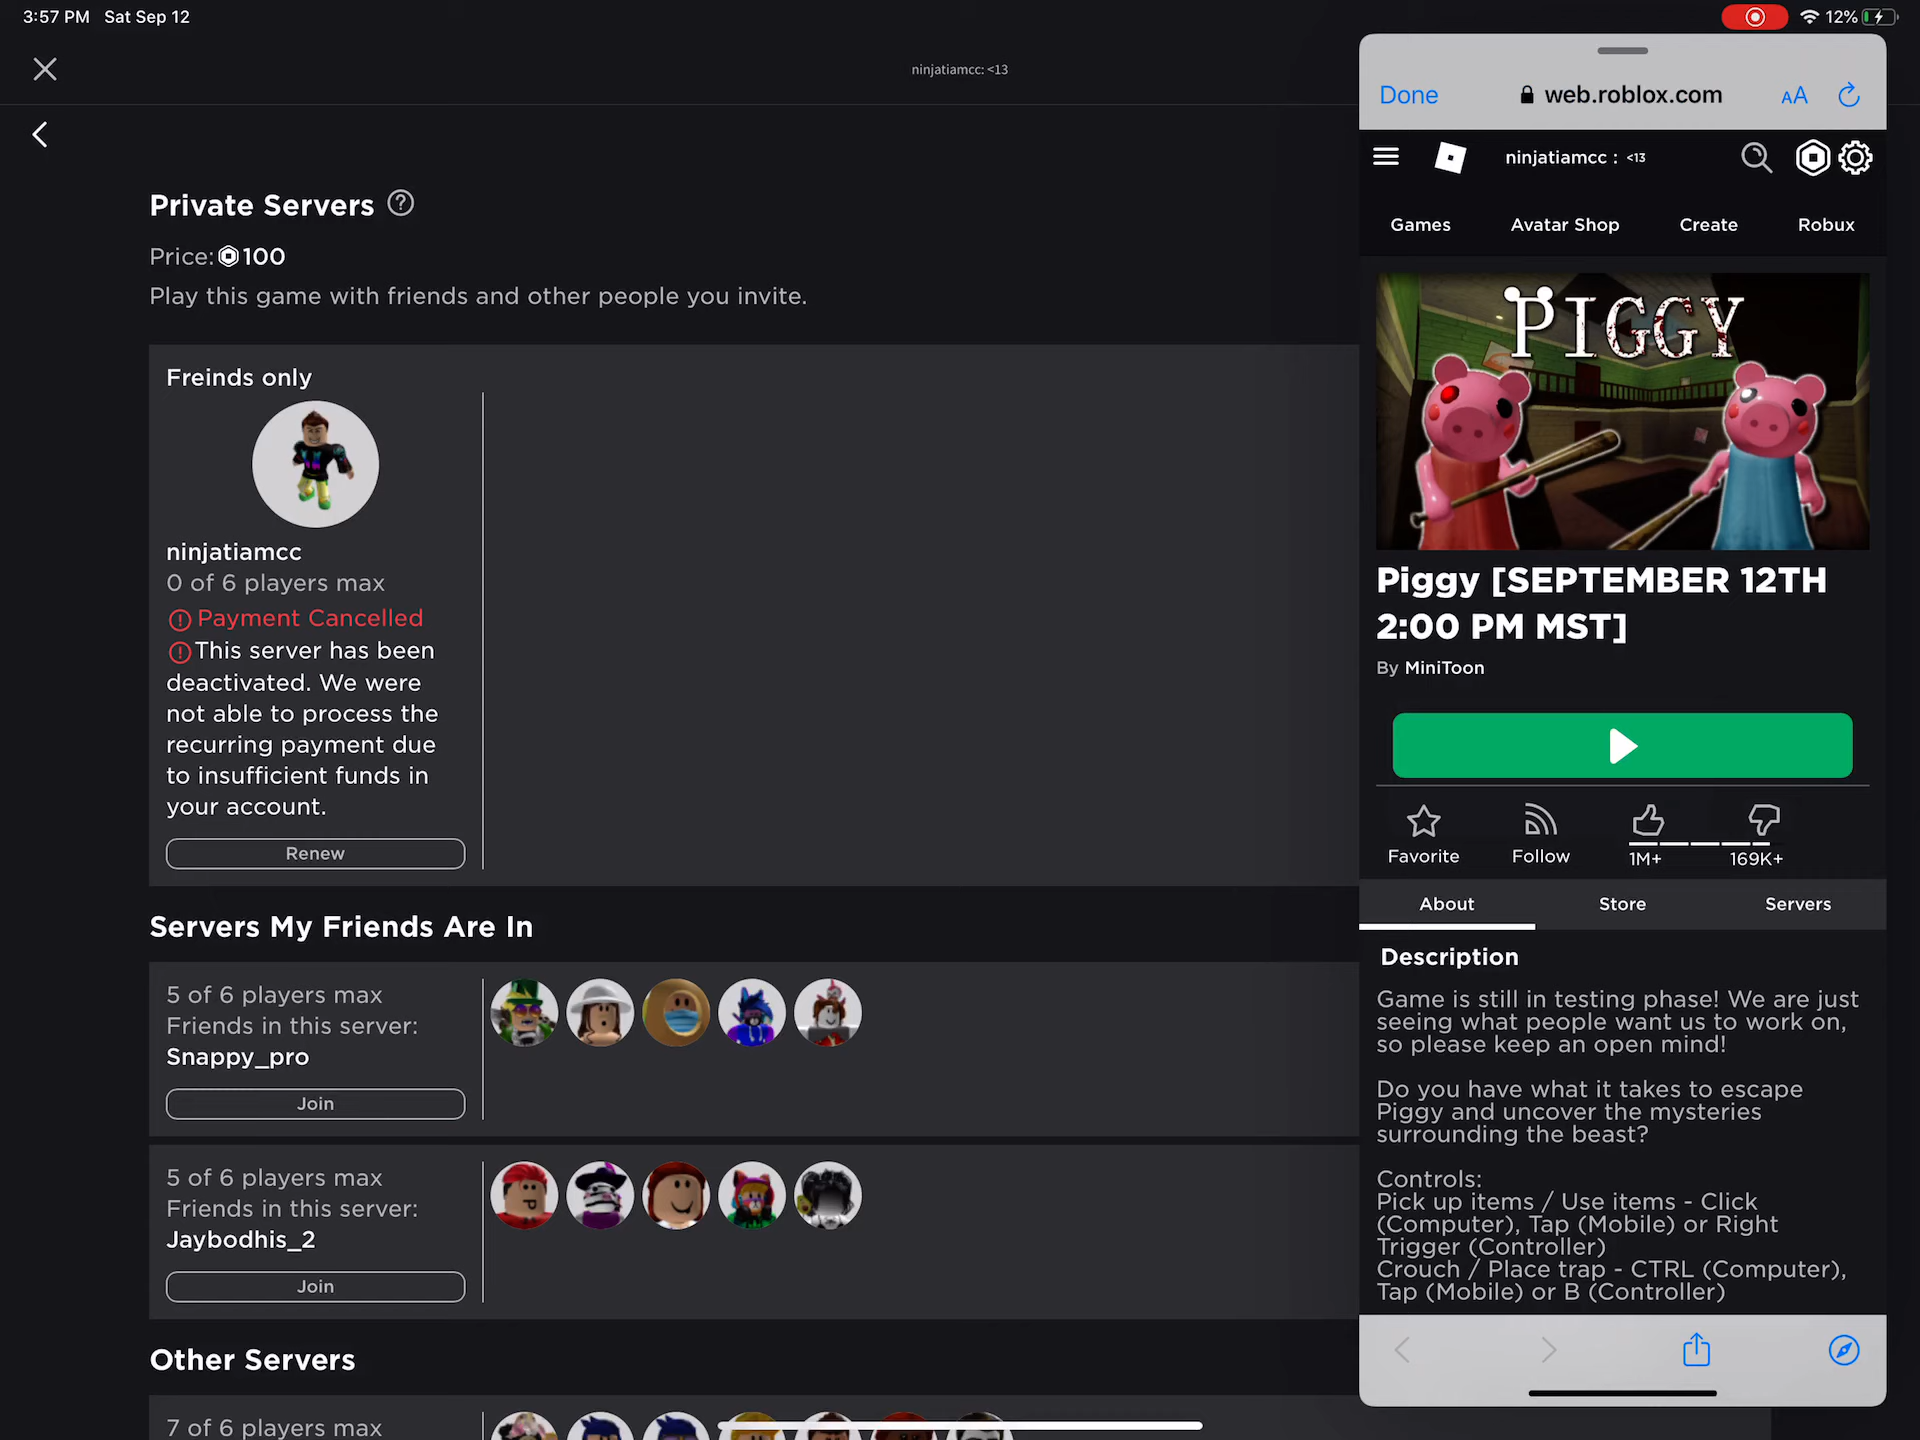 3:57 PM Sat Sep 12
12%
ninjatiamcc: <13
Private Servers ?
Price: 100
Play this game with friends and other people you invite.
Freinds only
ninjatiamcc
0 of 6 players max
Payment Cancelled
This server has been
deactivated. We were
not able to process the
recurring payment due
to insufficient funds in
your account.
Renew
Servers My Friends Are In
5 of 6 players max
Friends in this server:
Snappy_pro
Join
5 of 6 players max
Friends in this server:
Jaybodhis_2
Join
Other Servers
7 of 6 players max
Done
web.roblox.com
AA
ninjatiamcc : <13
Games
Avatar Shop
Create
Robux
PIGGY
Piggy [SEPTEMBER 12TH
2:00 PM MST]
By MiniToon
Favorite
Follow
1M+
169K+
About
Store
Servers
Description
Game is still in testing phase! We are just
seeing what people want us to work on,
so please keep an open mind!
Do you have what it takes to escape
Piggy and uncover the mysteries
surrounding the beast?
Controls:
Pick up items / Use items - Click
(Computer), Tap (Mobile) or Right
Trigger (Controller)
Crouch / Place trap - CTRL (Computer),
Tap (Mobile) or B (Controller)